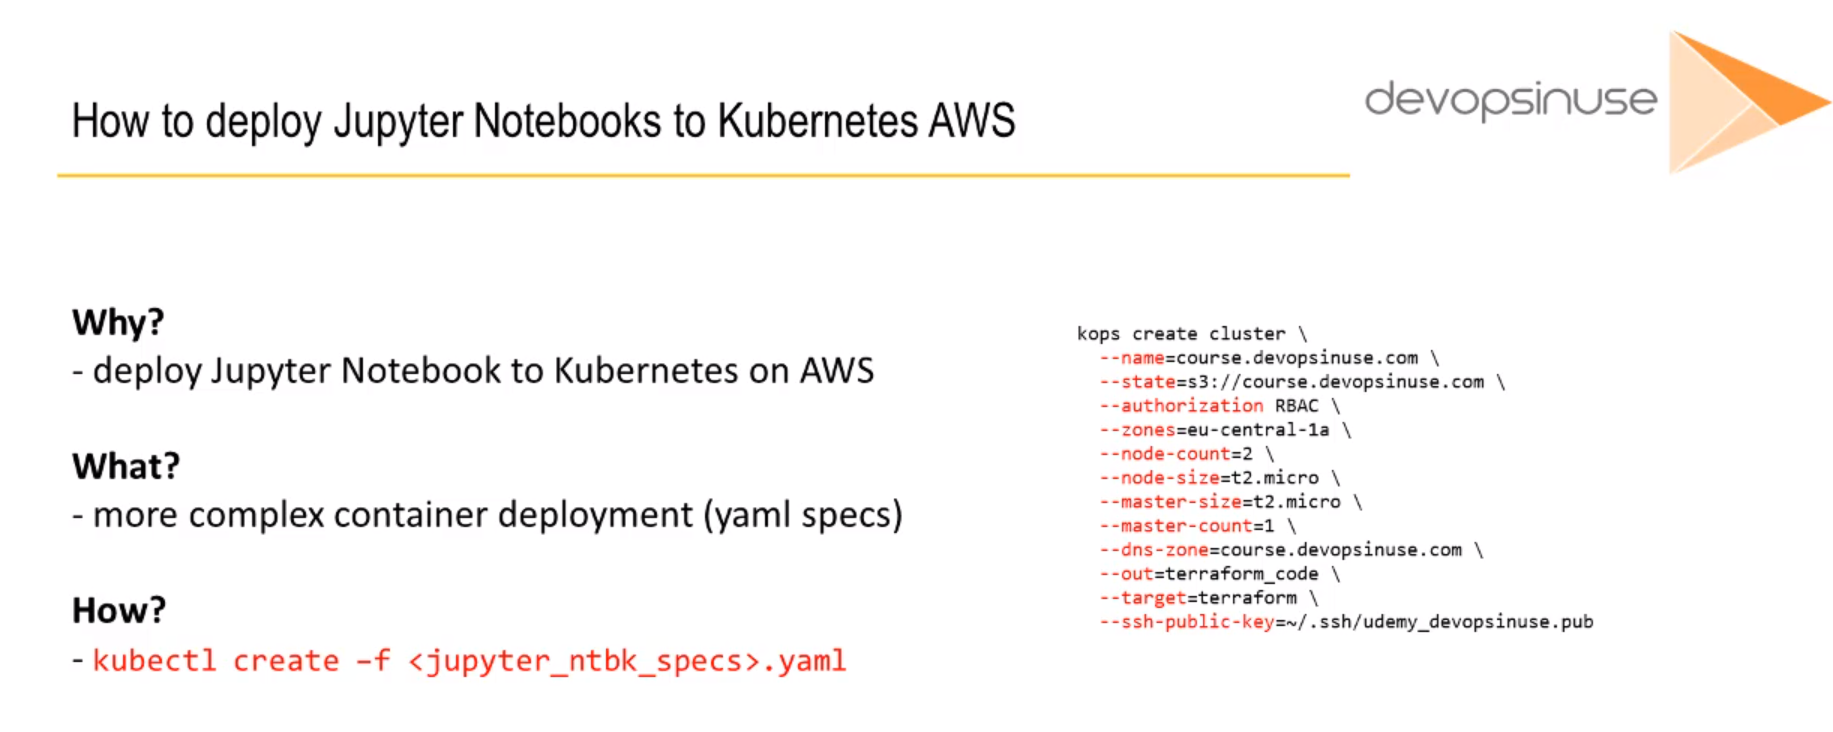 How to deploy Jupyter Notebooks to Kubernetes AWS
devopsinuse
Why?
- deploy Jupyter Notebook to Kubernetes on AWS
What?
- more complex container deployment (yaml specs)
How?
- kubectl create –f <jupyter_ntbk_specs>.yaml
kops create cluster \
--name=course.devopsinuse.com \
--state=s3://course.devopsinuse.com \
--authorization RBAC \
--zones=eu-central-1a \
--node-count=2 \
--node-size=t2.micro \
--master-size=t2.micro \
--master-count=1 \
--dns-zone=course.devopsinuse.com \
--out=terraform_code \
--target=terraform \
--ssh-public-key=~/.ssh/udemy_devopsinuse.pub